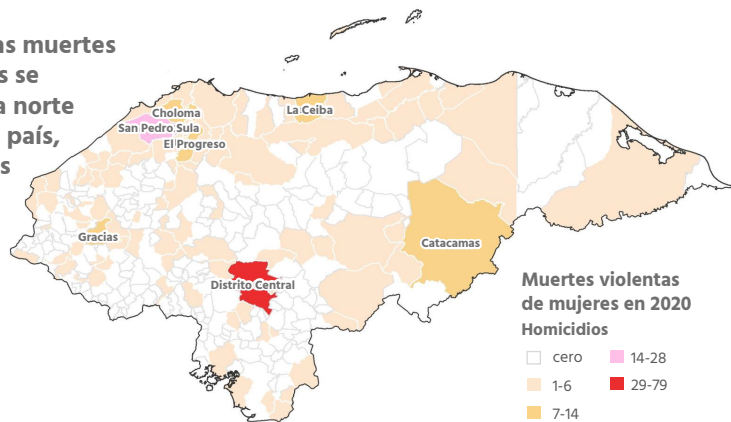 as muertes
s se
a norte
país,
s
Choloma
La Ceiba
San Pedro Sula
El Progreso
Gracias
Catacamas
Distrito Central
Muertes violentas
de mujeres en 2020
Homicidios
cero
14-28
1-6
29-79
7-14